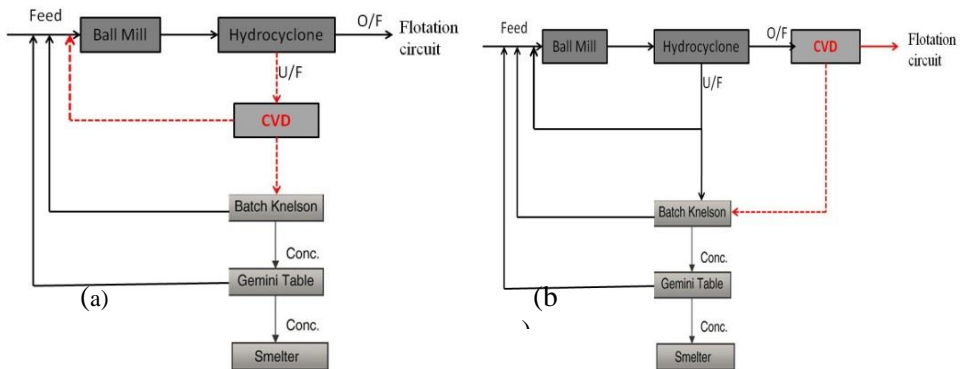 Feed
Ball Mill
Hydrocyclone
O/F
Flotation
circuit
U/F
CVD
Batch Knelson
Conc.
Gemini Table
(a)
Conc.
Smelter
Feed
Ball Mill
Hydrocyclone
O/F
CVD
Flotation
circuit
U/F
Batch Knelson
Conc.
Gemini Table
(b
Conc.
Smelter